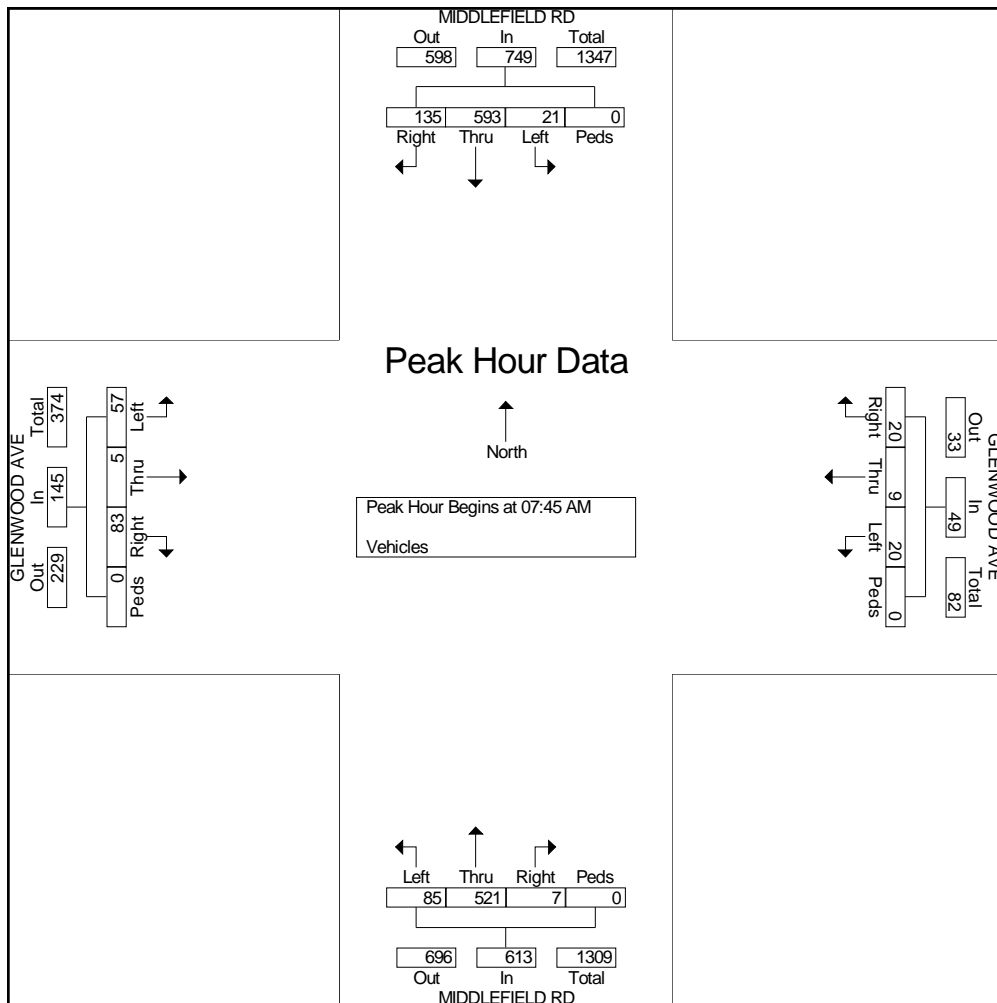 MIDDLEFIELD RD
Out In Total
598 749 1347
135 593 21 0
Right Thru Left Peds
Peak Hour Data
North
Peak Hour Begins at 07:45 AM
Vehicles
GLENWOOD AVE
Out In Total
229 145 374
57 5 83 0
Left Thru Right Peds
GLENWOOD AVE
Out In Total
33 49 82
20 9 20 0
Right Thru Left Peds
Left Thru Right Peds
85 521 7 0
696 613 1309
Out In Total
MIDDLEFIELD RD